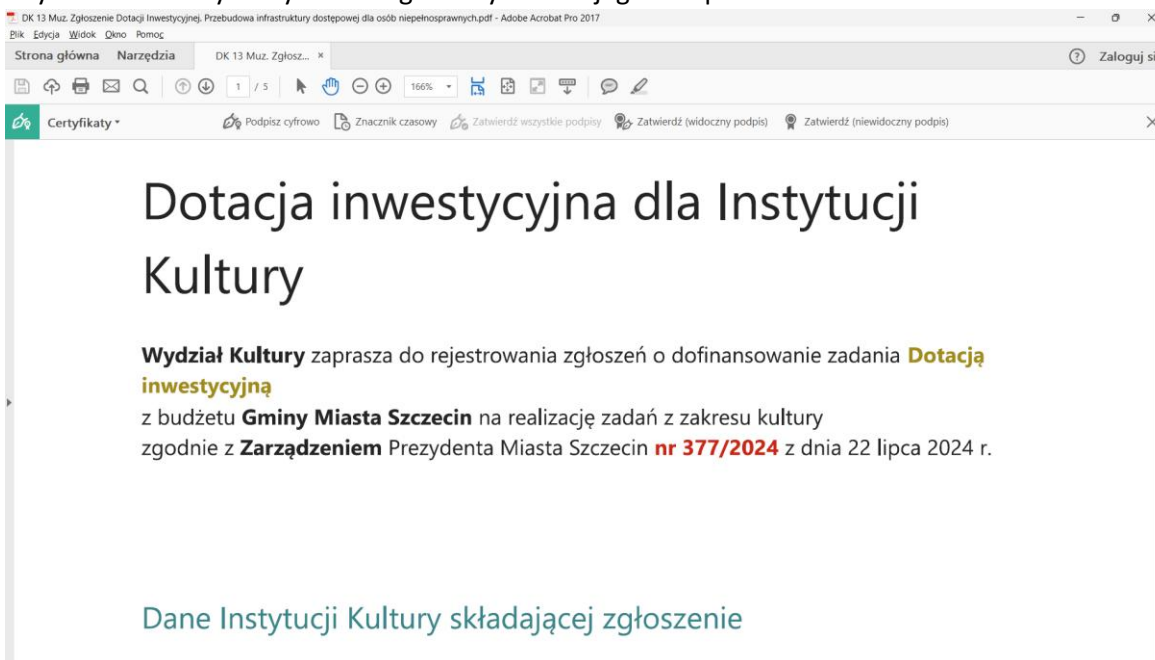 DK 13 Muz. Zgłoszenie Dotacji Inwestycyjnej. Przebudowa infrastruktury dostępowej dla osób niepełnosprawnych.pdf - Adobe Acrobat Pro 2017
Plik Edycja Widok Okno Pomoc
Strona główna Narzędzia DK 13 Muz. Zgłosz... × Zaloguj si
1 / 5 166%
Certyfikaty Podpisz cyfrowo Znacznik czasowy Zatwierdź wszystkie podpisy Zatwierdź (widoczny podpis) Zatwierdź (niewidoczny podpis)
Dotacja inwestycyjna dla Instytucji
Kultury
Wydział Kultury zaprasza do rejestrowania zgłoszeń o dofinansowanie zadania Dotacją
inwestycyjną
z budżetu Gminy Miasta Szczecin na realizację zadań z zakresu kultury
zgodnie z Zarządzeniem Prezydenta Miasta Szczecin nr 377/2024 z dnia 22 lipca 2024 r.
Dane Instytucji Kultury składającej zgłoszenie